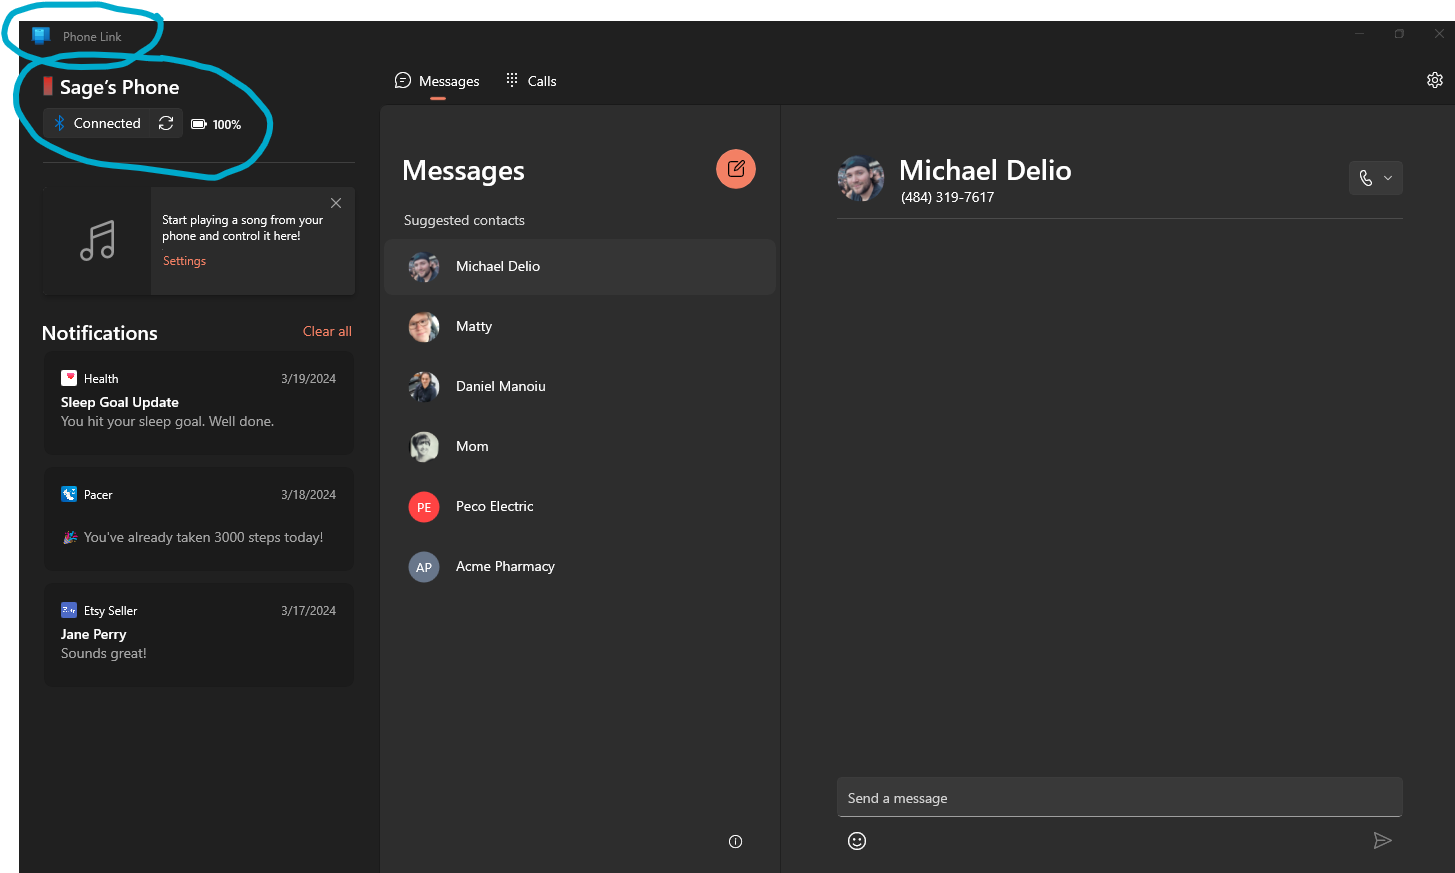 Phone Link
Sage's Phone
Connected
100%
Messages
Calls
Start playing a song from your
phone and control it here!
Settings
Notifications
Clear all
Health
3/19/2024
Sleep Goal Update
You hit your sleep goal. Well done.
Pacer
3/18/2024
🎉 You've already taken 3000 steps today!
Etsy Seller
3/17/2024
Jane Perry
Sounds great!
Messages
Suggested contacts
Michael Delio
Matty
Daniel Manoiu
Mom
PE
Peco Electric
AP
Acme Pharmacy
Michael Delio
(484) 319-7617
Send a message